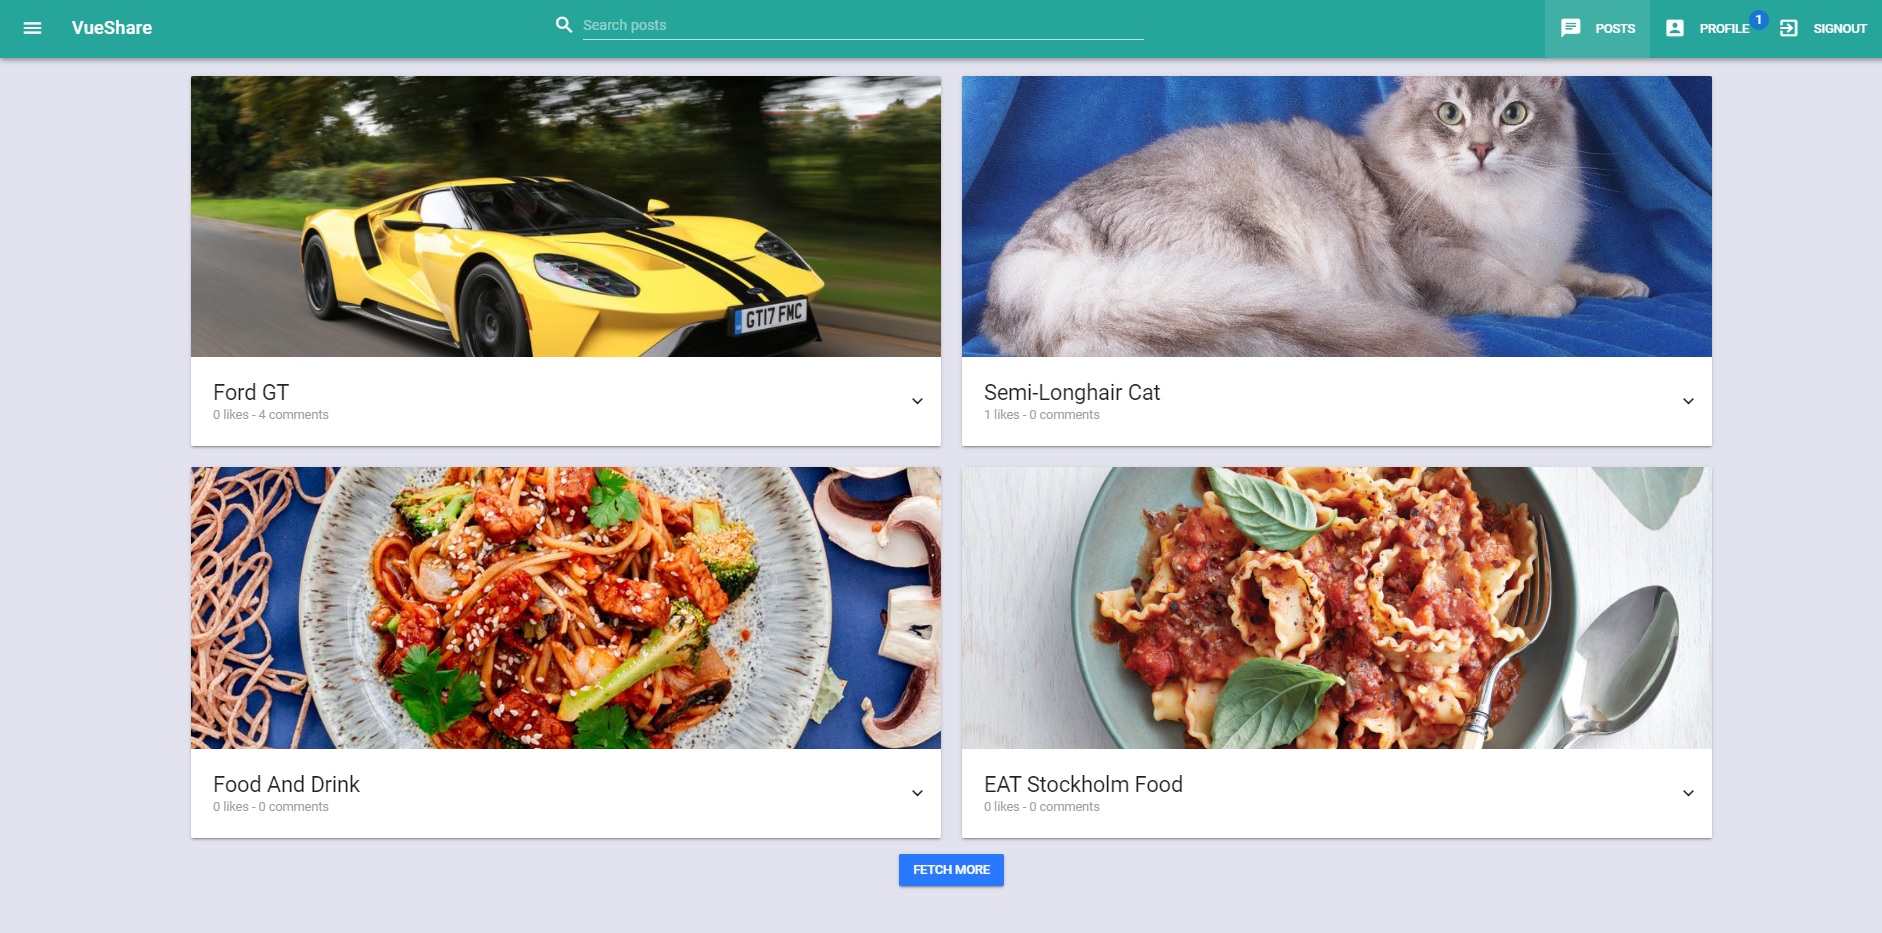 VueShare
Search posts
POSTS
PROFILE
1
SIGNOUT
GT17 FMC
Ford GT
0 likes - 4 comments
Semi-Longhair Cat
1 likes - 0 comments
Food And Drink
0 likes - 0 comments
EAT Stockholm Food
0 likes - 0 comments
FETCH MORE